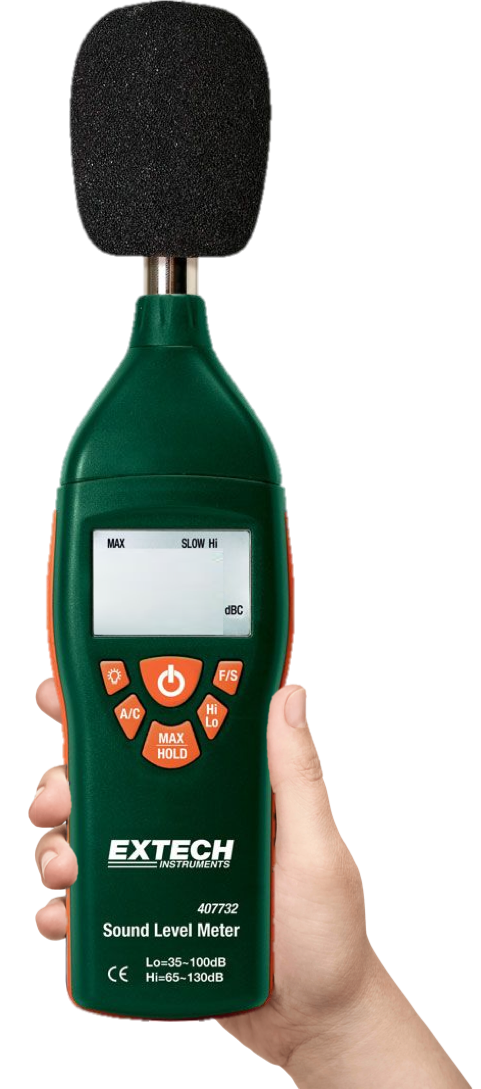 MAX SLOW Hi
dBC
F/S
A/C
Hi
Lo
MAX
HOLD
EXTECH
INSTRUMENTS
407732
Sound Level Meter
CE Lo=35~100dB
Hi=65~130dB